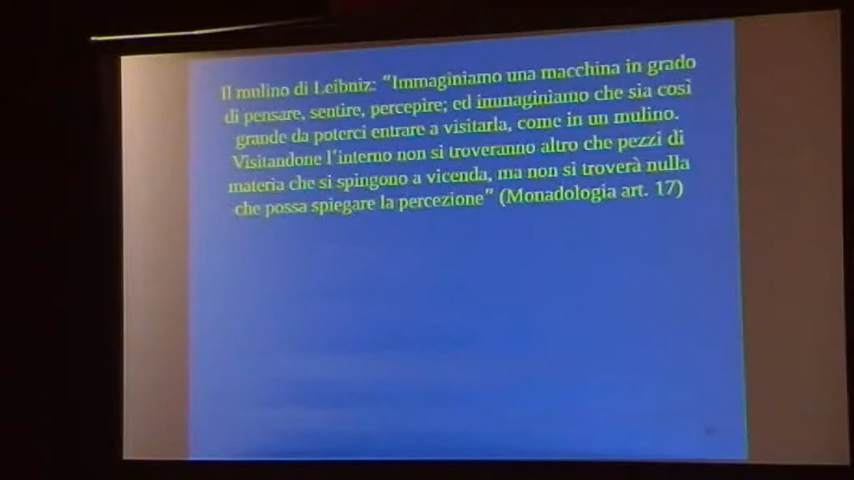 Il mulino di Leibniz: "Immaginiamo una macchina in grado
di pensare, sentire, percepire; ed immaginiamo che sia così
grande da poterci entrare a visitarla, come in un mulino.
Visitandone l'interno non si troveranno altro che pezzi di
materia che si spingono a vicenda, ma non si troverà nulla
che possa spiegare la percezione" (Monadologia art. 17)